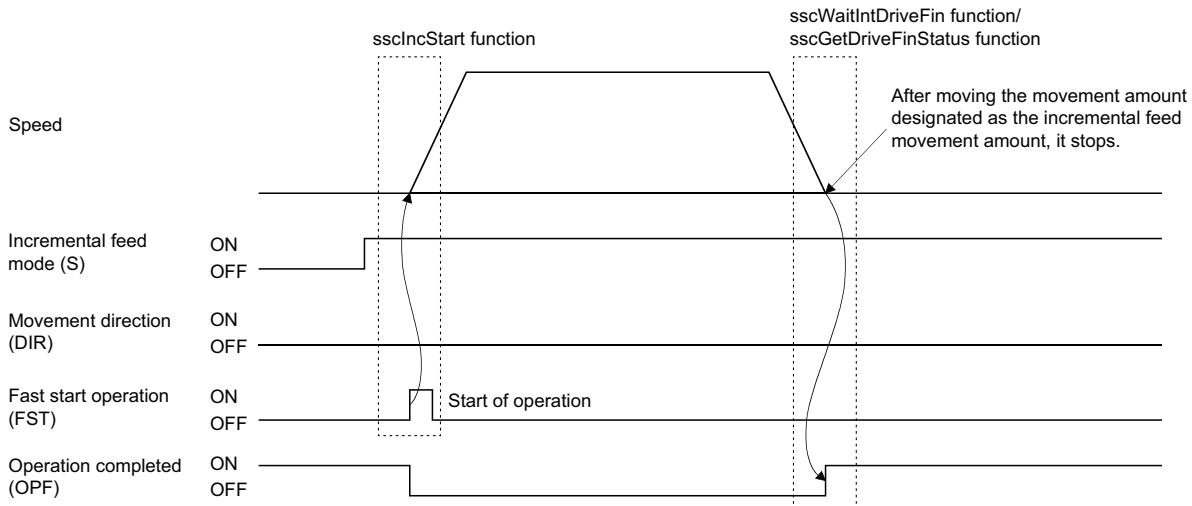 sscWaitIntDriveFin function/
sscGetDriveFinStatus function
sscIncStart function
After moving the movement amount
designated as the incremental feed
movement amount, it stops.
Speed
Incremental feed
mode (S)
ON
OFF
Movement direction
(DIR)
ON
OFF
Fast start operation
(FST)
ON
OFF
Start of operation
Operation completed
(OPF)
ON
OFF